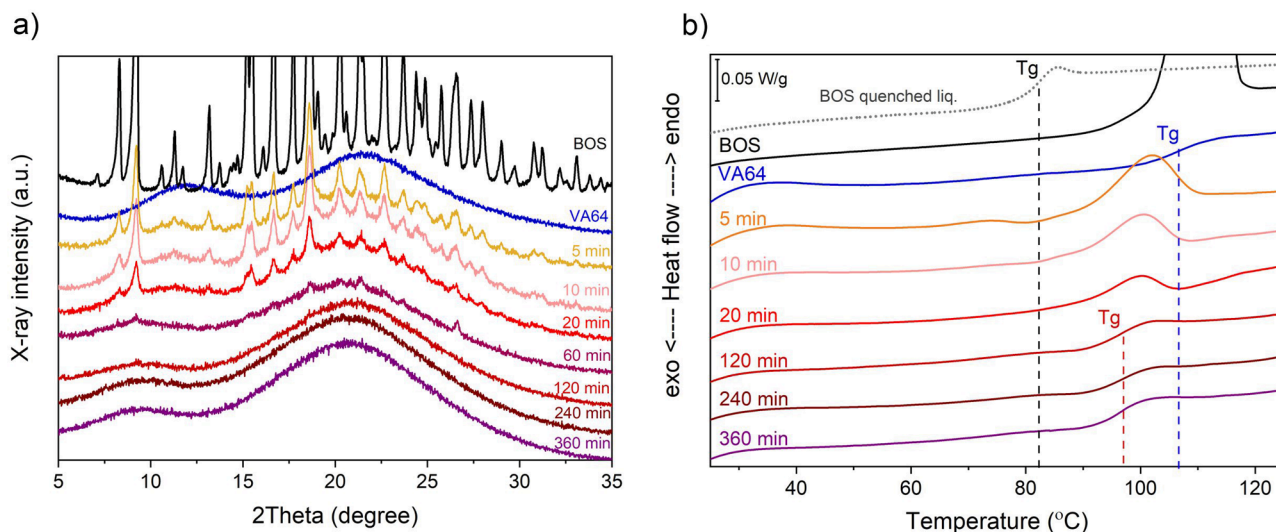 a)
X-ray intensity (a.u.)
BOS
VA64
5 min
10 min
20 min
60 min
120 min
240 min
360 min
5 10 15 20 25 30 35
2Theta (degree)
b)
0.05 W/g
Tg
BOS quenched liq.
BOS
Tg
VA64
5 min
10 min
20 min
Tg
120 min
240 min
360 min
exo <---- Heat flow ----> endo
40 60 80 100 120
Temperature (°C)